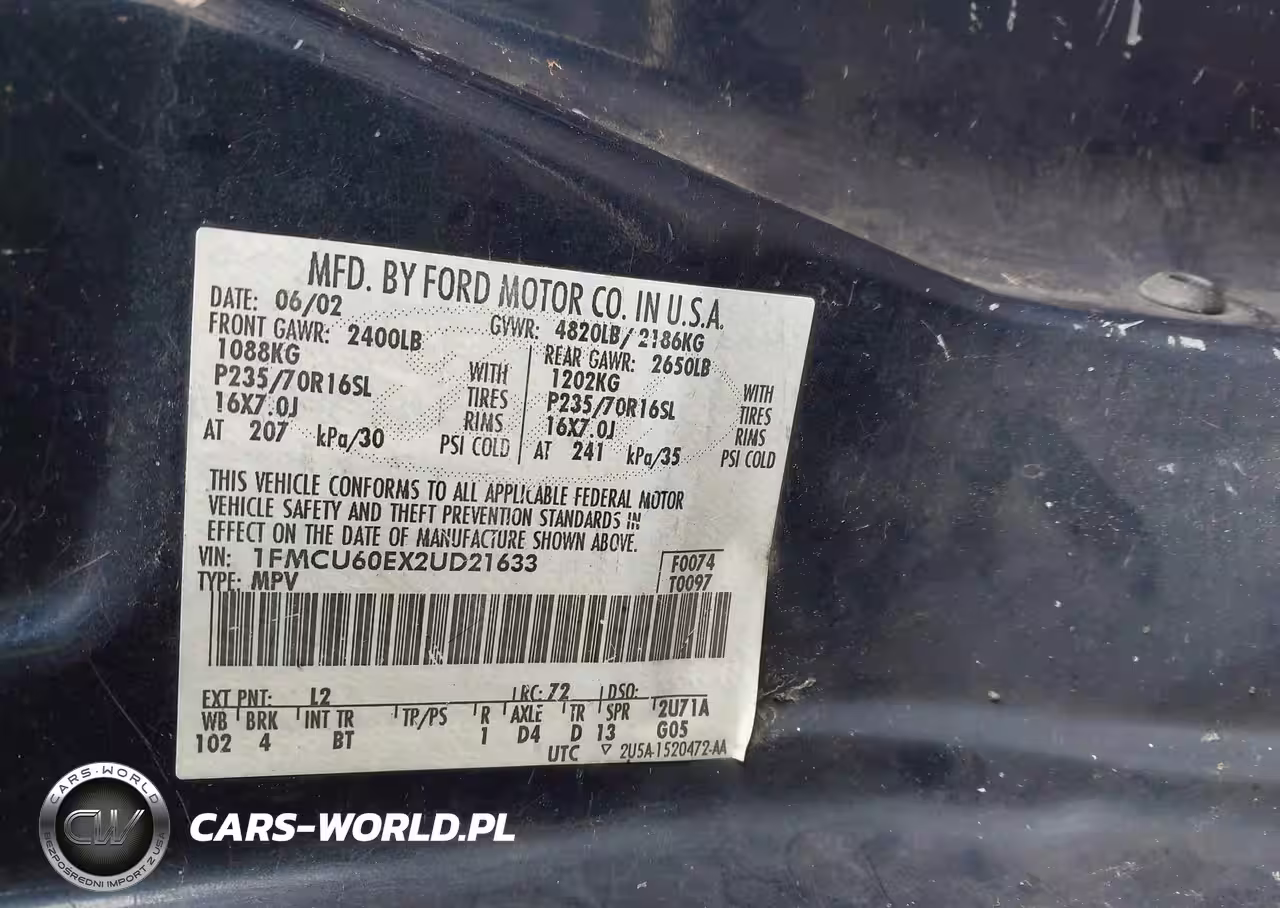 MFD. BY FORD MOTOR CO. IN U.S.A.
DATE: 06/02 GVWR: 4820LB/2186KG
FRONT GAWR: 2400LB REAR GAWR: 2650LB
1088KG WITH 1202KG WITH
P235/70R16SL TIRES P235/70R16SL TIRES
16X7.0J RIMS 16X7.0J RIMS
AT 207 kPa/30 PSI COLD AT 241 kPa/35 PSI COLD
THIS VEHICLE CONFORMS TO ALL APPLICABLE FEDERAL MOTOR
VEHICLE SAFETY AND THEFT PREVENTION STANDARDS IN
EFFECT ON THE DATE OF MANUFACTURE SHOWN ABOVE.
VIN: 1FMCU60EX2UD21633 F0074
TYPE: MPV T0097
EXT PNT: L2 RC: 72 DSO:
WB BRK INT TR TP/PS R AXLE TR SPR 2U71A
102 4 BT 1 D4 D 13 G05
UTC ▽ 2U5A-1520472-AA
CARS-WORLD
CW
BEZPOŚREDNI IMPORT Z USA
CARS-WORLD.PL